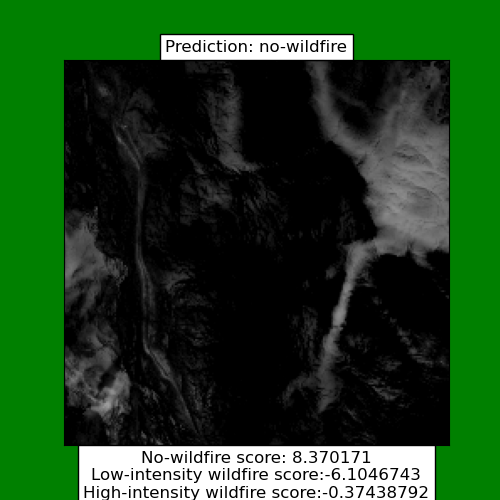 Prediction: no-wildfire
No-wildfire score: 8.370171
Low-intensity wildfire score:-6.1046743
High-intensity wildfire score:-0.37438792